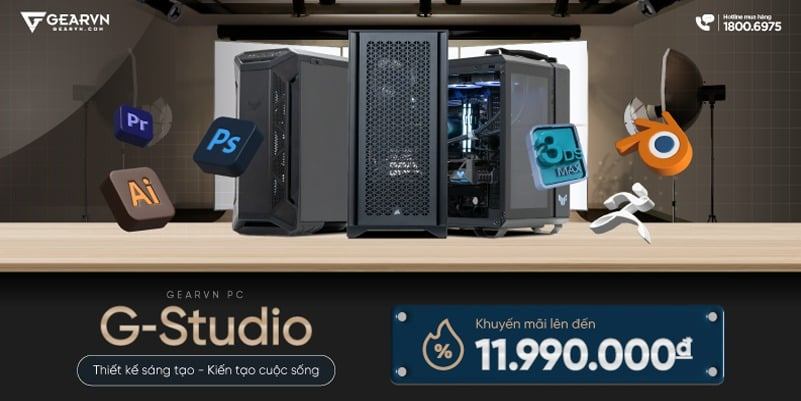 GEARVN
GEARVN.COM
Hotline mua hàng
1800.6975
Pr
Ps
Ai
3DS
MAX
GEARVN PC
G-Studio
Thiết kế sáng tạo - Kiến tạo cuộc sống
%
Khuyến mãi lên đến
11.990.000đ